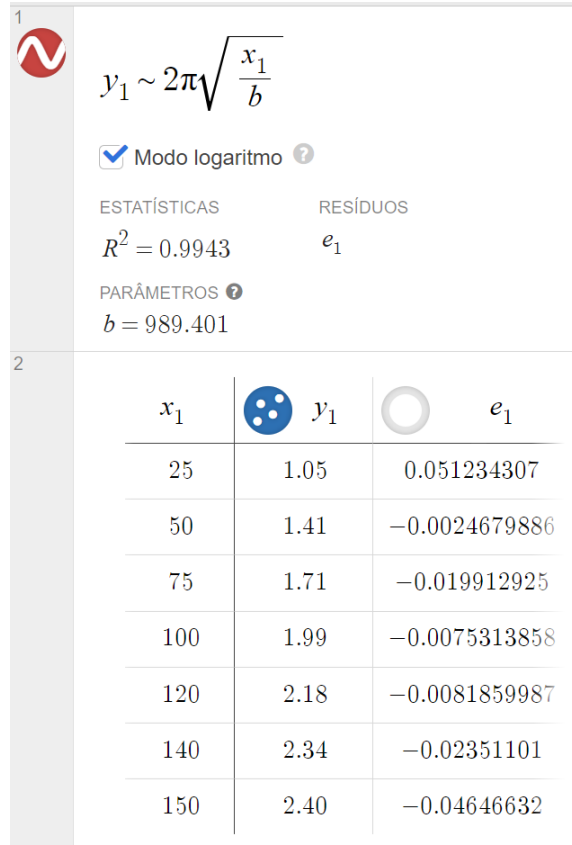 1
y₁ ~ 2π√(x₁/b)
Modo logaritmo ?
ESTATÍSTICAS RESÍDUOS
R² = 0.9943 e₁
PARÂMETROS ?
b = 989.401
2
x₁ y₁ e₁
25 1.05 0.051234307
50 1.41 −0.0024679886
75 1.71 −0.019912925
100 1.99 −0.0075313858
120 2.18 −0.0081859987
140 2.34 −0.02351101
150 2.40 −0.04646632